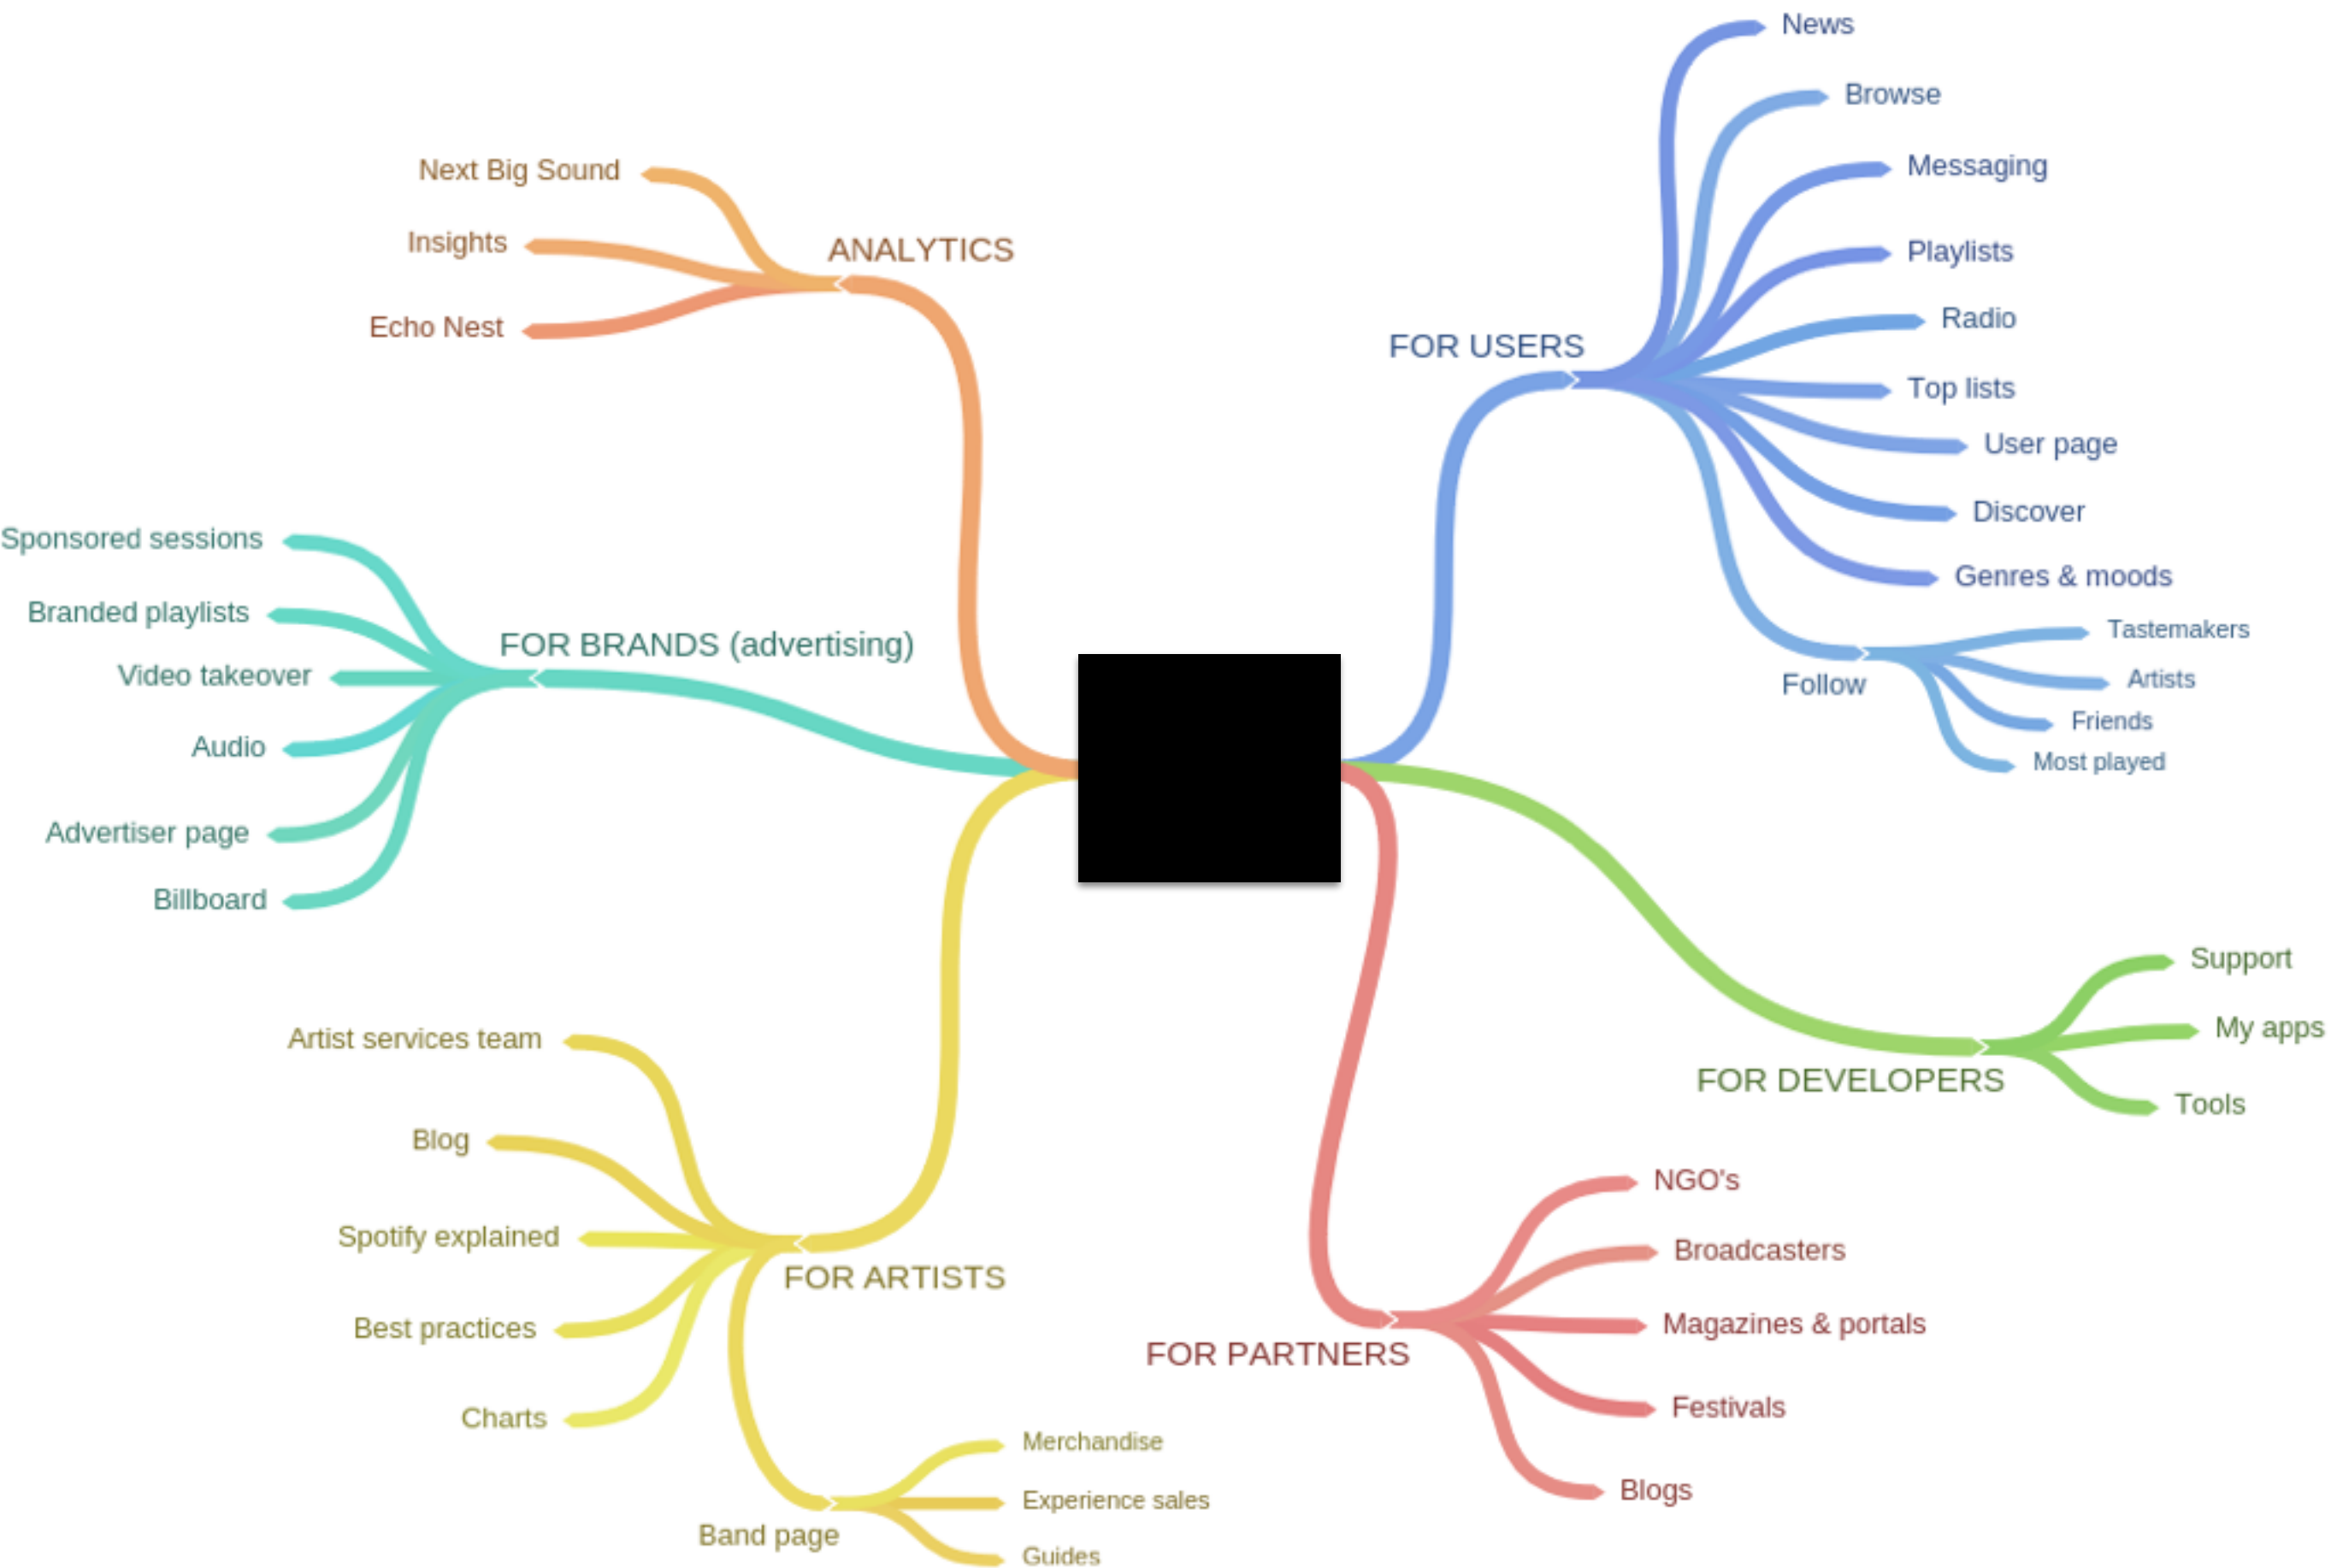 ANALYTICS
Next Big Sound
Insights
Echo Nest
FOR BRANDS (advertising)
Sponsored sessions
Branded playlists
Video takeover
Audio
Advertiser page
Billboard
FOR ARTISTS
Artist services team
Blog
Spotify explained
Best practices
Charts
Band page
Merchandise
Experience sales
Guides
FOR USERS
News
Browse
Messaging
Playlists
Radio
Top lists
User page
Discover
Genres & moods
Follow
Tastemakers
Artists
Friends
Most played
FOR DEVELOPERS
Support
My apps
Tools
FOR PARTNERS
NGO's
Broadcasters
Magazines & portals
Festivals
Blogs